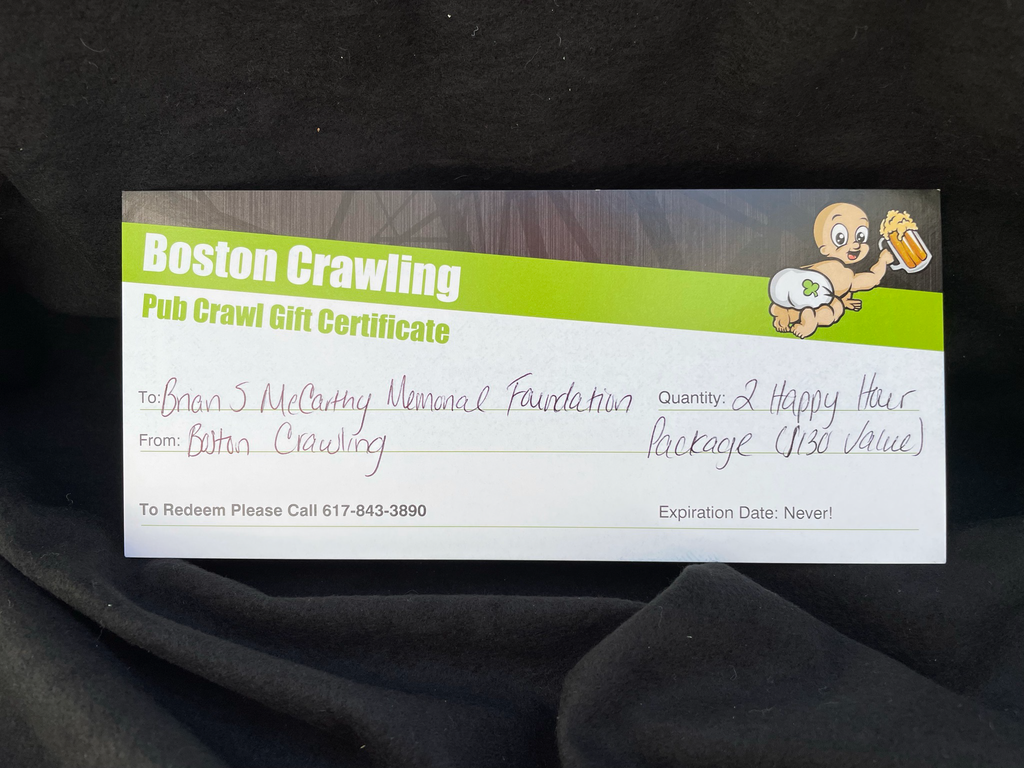 Boston Crawling
Pub Crawl Gift Certificate
To: Brian S McCarthy Memorial Foundation
Quantity: 2 Happy Hour
From: Boston Crawling
Package ($130 Value)
To Redeem Please Call 617-843-3890
Expiration Date: Never!